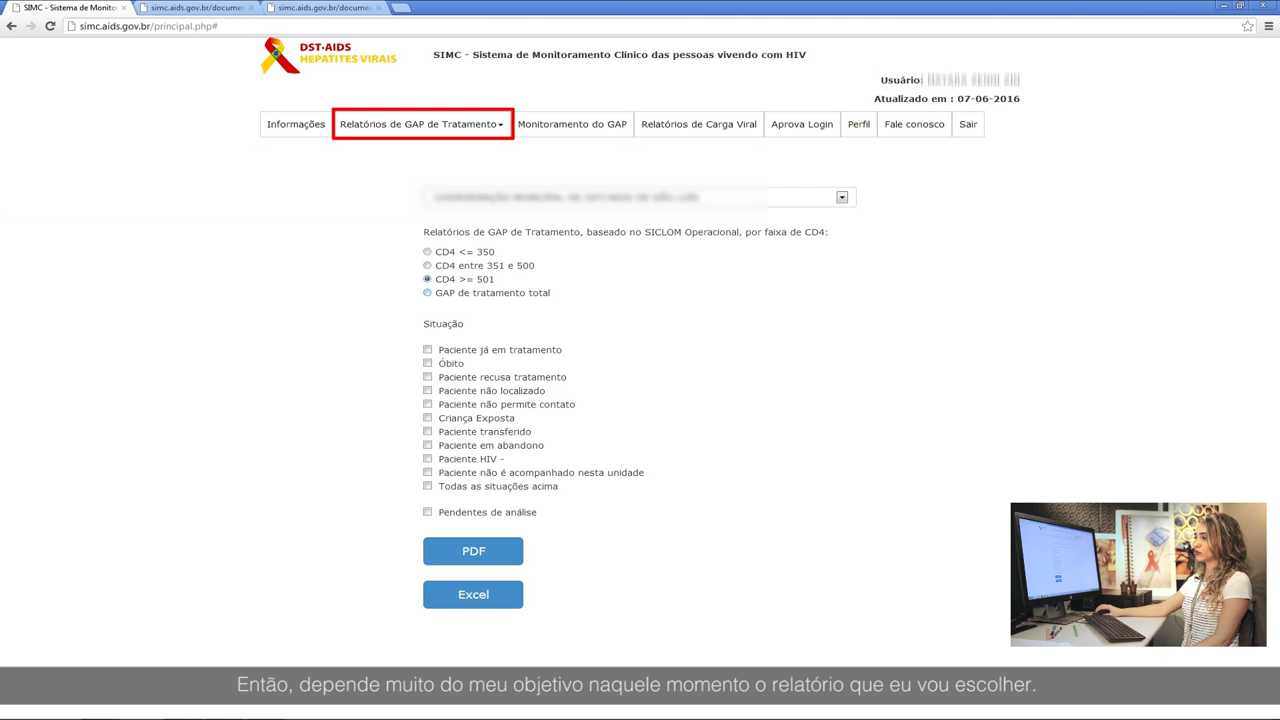 SIMC - Sistema de Monitor
simc.aids.gov.br/documen
simc.aids.gov.br/documen
simc.aids.gov.br/principal.php#
DST·AIDS
HEPATITES VIRAIS
SIMC - Sistema de Monitoramento Clínico das pessoas vivendo com HIV
Usuário:
Atualizado em : 07-06-2016
Informações
Relatórios de GAP de Tratamento
Monitoramento do GAP
Relatórios de Carga Viral
Aprova Login
Perfil
Fale conosco
Sair
Relatórios de GAP de Tratamento, baseado no SICLOM Operacional, por faixa de CD4:
CD4 <= 350
CD4 entre 351 e 500
CD4 >= 501
GAP de tratamento total
Situação
Paciente já em tratamento
Óbito
Paciente recusa tratamento
Paciente não localizado
Paciente não permite contato
Criança Exposta
Paciente transferido
Paciente em abandono
Paciente HIV -
Paciente não é acompanhado nesta unidade
Todas as situações acima
Pendentes de análise
PDF
Excel
Então, depende muito do meu objetivo naquele momento o relatório que eu vou escolher.